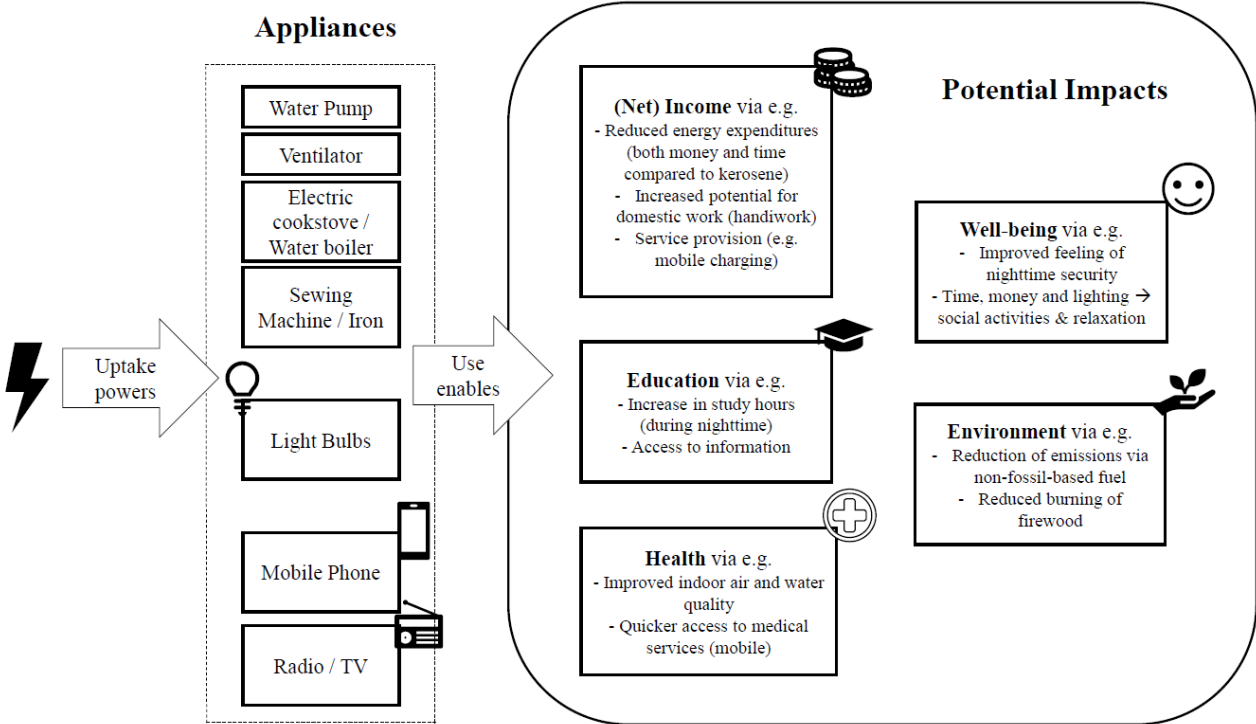 Appliances
Water Pump
Ventilator
Electric
cookstove /
Water boiler
Sewing
Machine / Iron
Light Bulbs
Mobile Phone
Radio / TV
Uptake
powers
Use
enables
Potential Impacts
(Net) Income via e.g.
- Reduced energy expenditures
(both money and time
compared to kerosene)
- Increased potential for
domestic work (handiwork)
- Service provision (e.g.
mobile charging)
Education via e.g.
- Increase in study hours
(during nighttime)
- Access to information
Health via e.g.
- Improved indoor air and water
quality
- Quicker access to medical
services (mobile)
Well-being via e.g.
- Improved feeling of
nighttime security
- Time, money and lighting →
social activities & relaxation
Environment via e.g.
- Reduction of emissions via
non-fossil-based fuel
- Reduced burning of
firewood